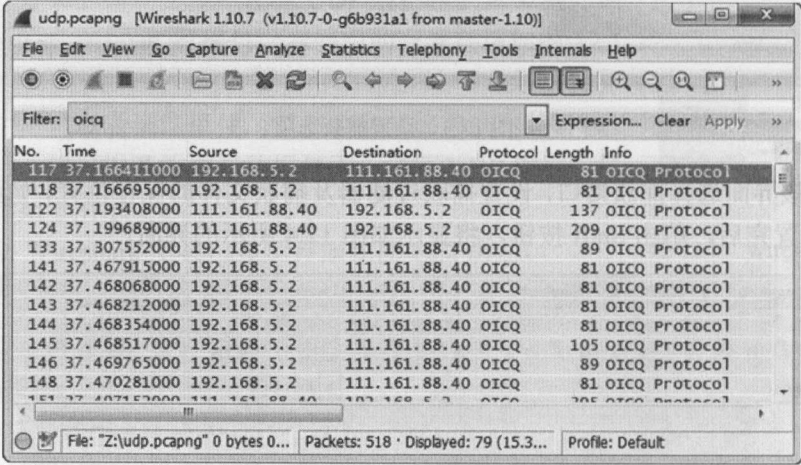 udp.pcapng [Wireshark 1.10.7 (v1.10.7-0-g6b931a1 from master-1.10)]
File Edit View Go Capture Analyze Statistics Telephony Tools Internals Help
Filter: oicq Expression... Clear Apply »
No. Time Source Destination Protocol Length Info
117 37.166411000 192.168.5.2 111.161.88.40 OICQ 81 OICQ Protocol
118 37.166695000 192.168.5.2 111.161.88.40 OICQ 81 OICQ Protocol
122 37.193408000 111.161.88.40 192.168.5.2 OICQ 137 OICQ Protocol
124 37.199689000 111.161.88.40 192.168.5.2 OICQ 209 OICQ Protocol
133 37.307552000 192.168.5.2 111.161.88.40 OICQ 89 OICQ Protocol
141 37.467915000 192.168.5.2 111.161.88.40 OICQ 81 OICQ Protocol
142 37.468068000 192.168.5.2 111.161.88.40 OICQ 81 OICQ Protocol
143 37.468212000 192.168.5.2 111.161.88.40 OICQ 81 OICQ Protocol
144 37.468354000 192.168.5.2 111.161.88.40 OICQ 81 OICQ Protocol
145 37.468517000 192.168.5.2 111.161.88.40 OICQ 105 OICQ Protocol
146 37.469765000 192.168.5.2 111.161.88.40 OICQ 89 OICQ Protocol
148 37.470281000 192.168.5.2 111.161.88.40 OICQ 81 OICQ Protocol
File: "Z:\udp.pcapng" 0 bytes 0... Packets: 518 · Displayed: 79 (15.3... Profile: Default